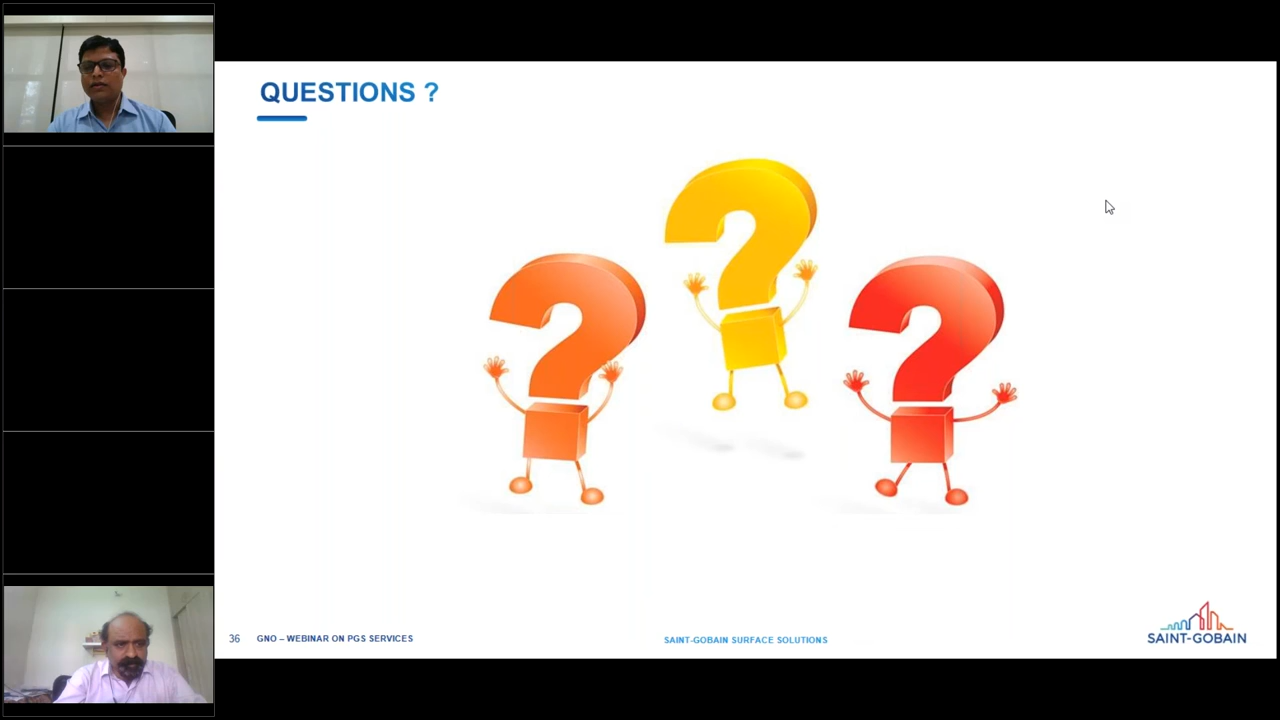 QUESTIONS ?
36 GNO – WEBINAR ON PGS SERVICES
SAINT-GOBAIN SURFACE SOLUTIONS
SAINT-GOBAIN